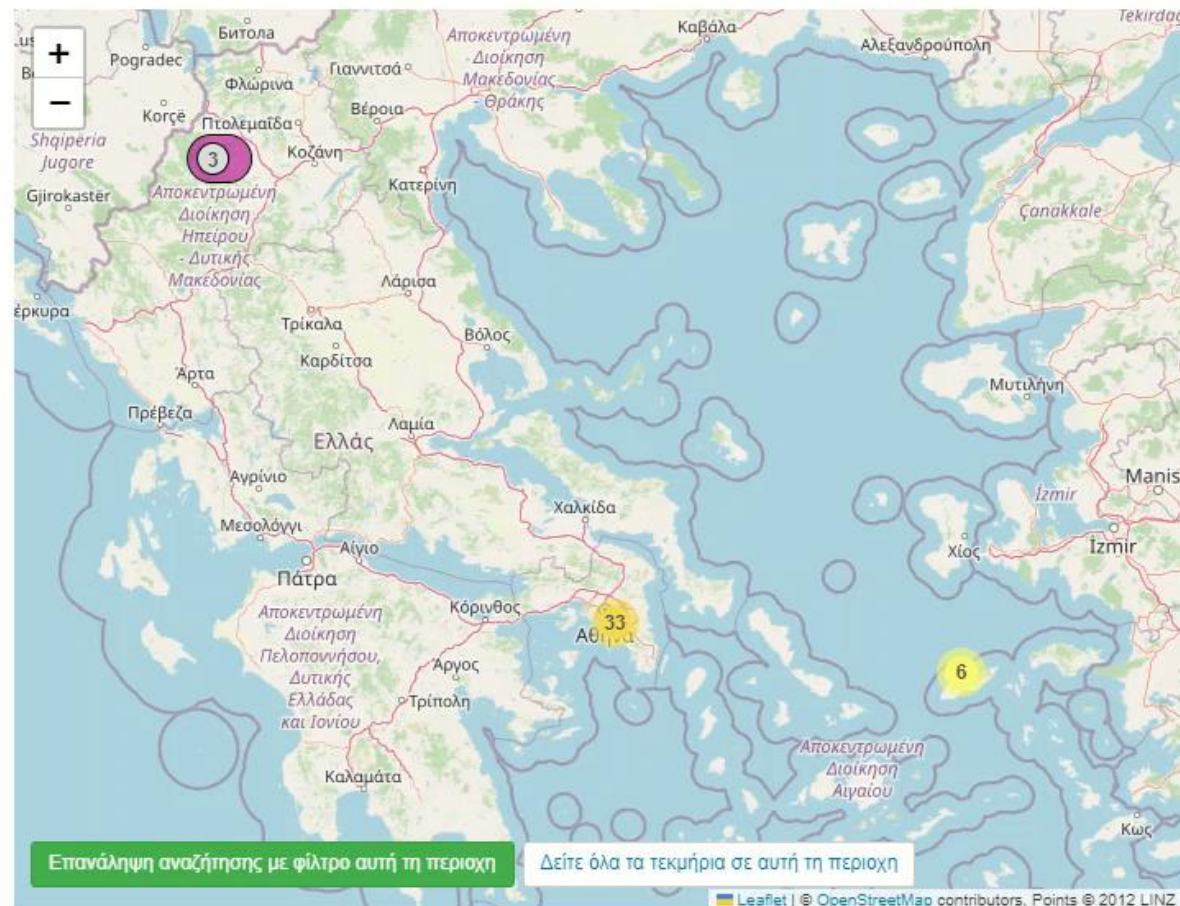 Битола
Καβάλα
Tekirdağ
Αλεξανδρούπολη
+
−
Pogradec
Φλώρινα
Γιαννιτσά
Αποκεντρωμένη
Διοίκηση
Μακεδονίας
- Θράκης
Korçë
Πτολεμαΐδα
Βέροια
Shqipëria
Jugore
3
Κοζάνη
Κατερίνη
Gjirokastër
Αποκεντρωμένη
Διοίκηση
Ηπείρου
- Δυτικής
Μακεδονίας
Çanakkale
έρκυρα
Λάρισα
Τρίκαλα
Καρδίτσα
Βόλος
Άρτα
Μυτιλήνη
Πρέβεζα
Λαμία
Ελλάς
Αγρίνιο
Manis
Χαλκίδα
İzmir
Μεσολόγγι
Αίγιο
Χίος
İzmir
Πάτρα
Αποκεντρωμένη
Διοίκηση
Πελοποννήσου,
Δυτικής
Ελλάδας
και Ιονίου
Κόρινθος
33
Αθήνα
Άργος
6
Τρίπολη
Καλαμάτα
Αποκεντρωμένη
Διοίκηση
Αιγαίου
Κως
Επανάληψη αναζήτησης με φίλτρο αυτή τη περιοχη
Δείτε όλα τα τεκμήρια σε αυτή τη περιοχη
Leaflet | © OpenStreetMap contributors, Points © 2012 LINZ